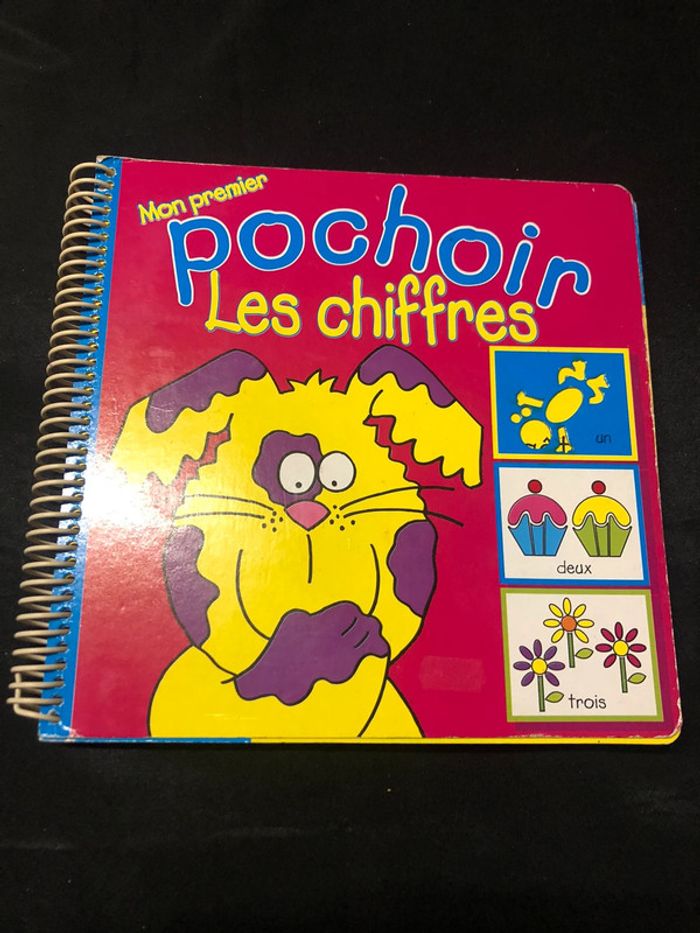 Mon premier
pochoir
Les chiffres
un
deux
trois